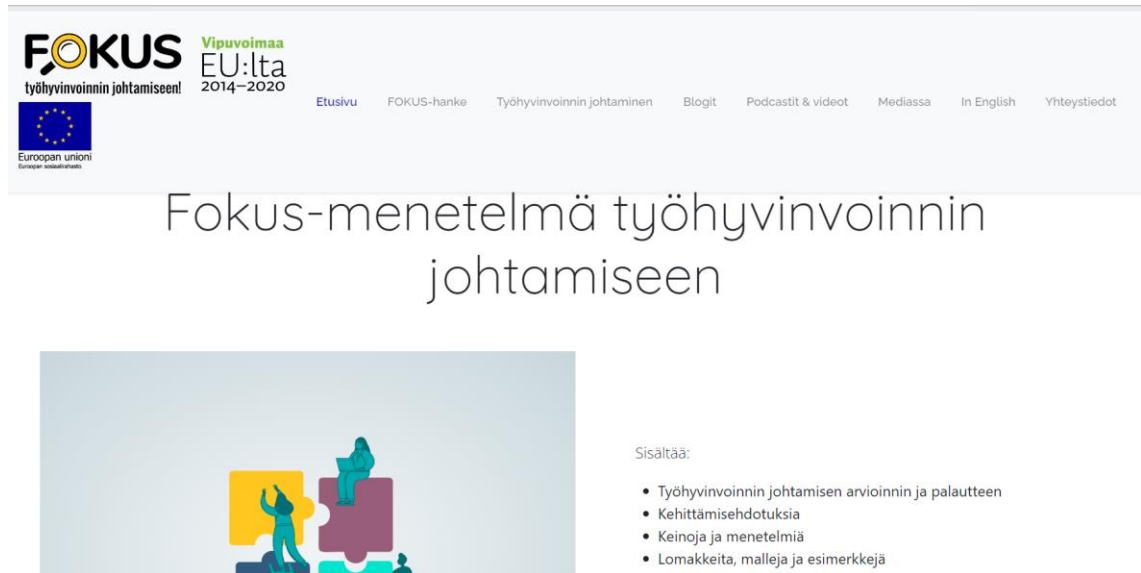 FOKUS
työhyvinvoinnin johtamiseen!
Vipuvoimaa
EU:lta
2014–2020
Euroopan unioni
Euroopan sosiaalirahasto
Etusivu FOKUS-hanke Työhyvinvoinnin johtaminen Blogit Podcastit & videot Mediassa In English Yhteystiedot
Fokus-menetelmä työhyvinvoinnin
johtamiseen
Sisältää:
• Työhyvinvoinnin johtamisen arvioinnin ja palautteen
• Kehittämisehdotuksia
• Keinoja ja menetelmiä
• Lomakkeita, malleja ja esimerkkejä